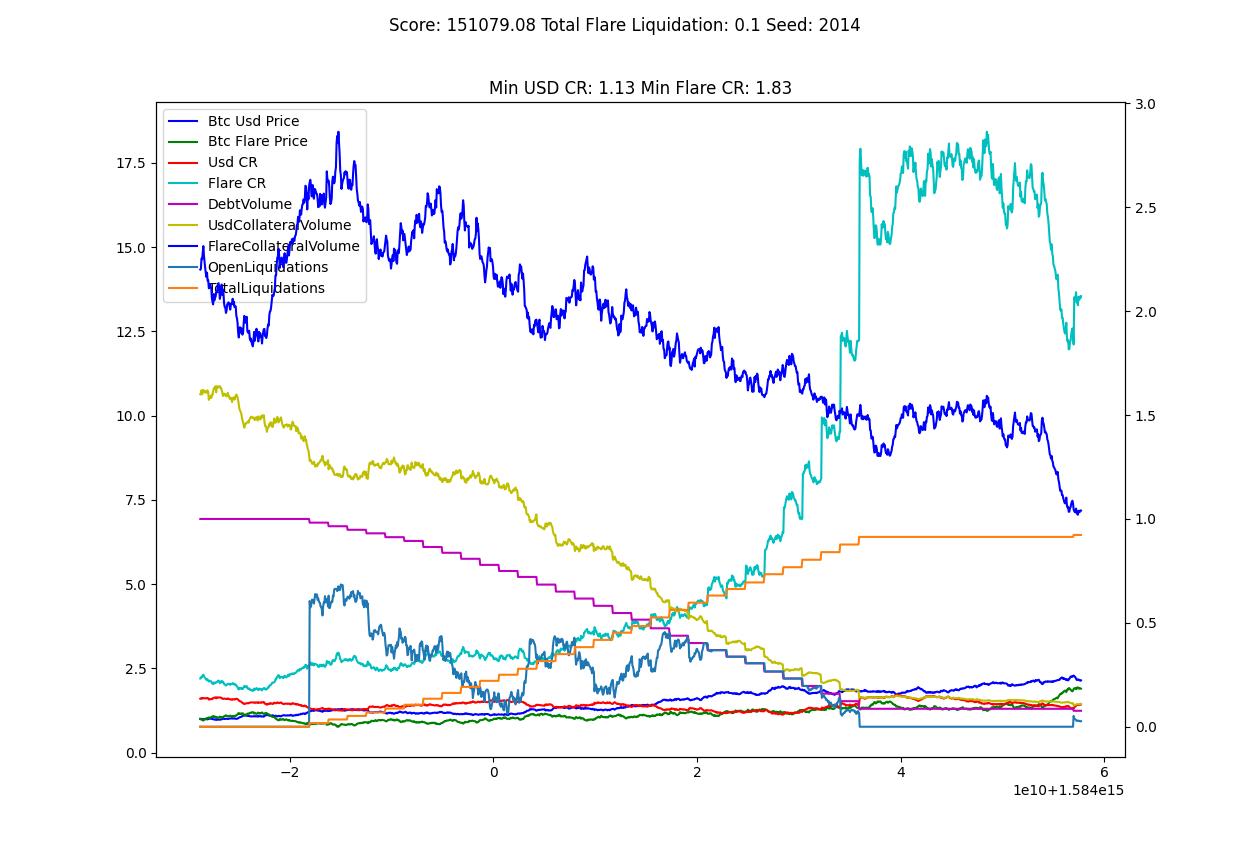 Score: 151079.08 Total Flare Liquidation: 0.1 Seed: 2014
Min USD CR: 1.13 Min Flare CR: 1.83
Btc Usd Price
Btc Flare Price
Usd CR
Flare CR
DebtVolume
UsdCollateralVolume
FlareCollateralVolume
OpenLiquidations
TotalLiquidations
17.5
15.0
12.5
10.0
7.5
5.0
2.5
0.0
3.0
2.5
2.0
1.5
1.0
0.5
0.0
−2
0
2
4
6
1e10+1.584e15